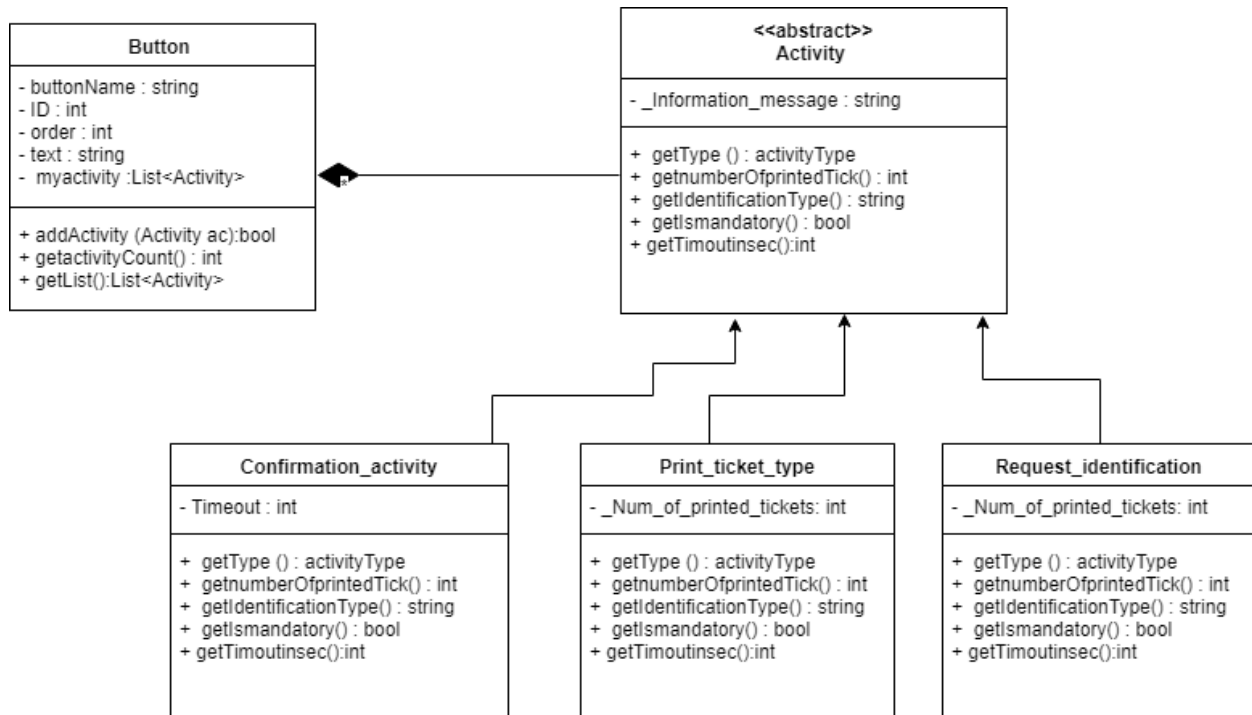 Button
- buttonName : string
- ID : int
- order : int
- text : string
- myactivity :List<Activity>
+ addActivity (Activity ac):bool
+ getactivityCount() : int
+ getList():List<Activity>
*
<<abstract>>
Activity
- _Information_message : string
+ getType () : activityType
+ getnumberOfprintedTick() : int
+ getIdentificationType() : string
+ getIsmandatory() : bool
+ getTimoutinsec():int
Confirmation_activity
- Timeout : int
+ getType () : activityType
+ getnumberOfprintedTick() : int
+ getIdentificationType() : string
+ getIsmandatory() : bool
+ getTimoutinsec():int
Print_ticket_type
- _Num_of_printed_tickets: int
+ getType () : activityType
+ getnumberOfprintedTick() : int
+ getIdentificationType() : string
+ getIsmandatory() : bool
+ getTimoutinsec():int
Request_identification
- _Num_of_printed_tickets: int
+ getType () : activityType
+ getnumberOfprintedTick() : int
+ getIdentificationType() : string
+ getIsmandatory() : bool
+ getTimoutinsec():int